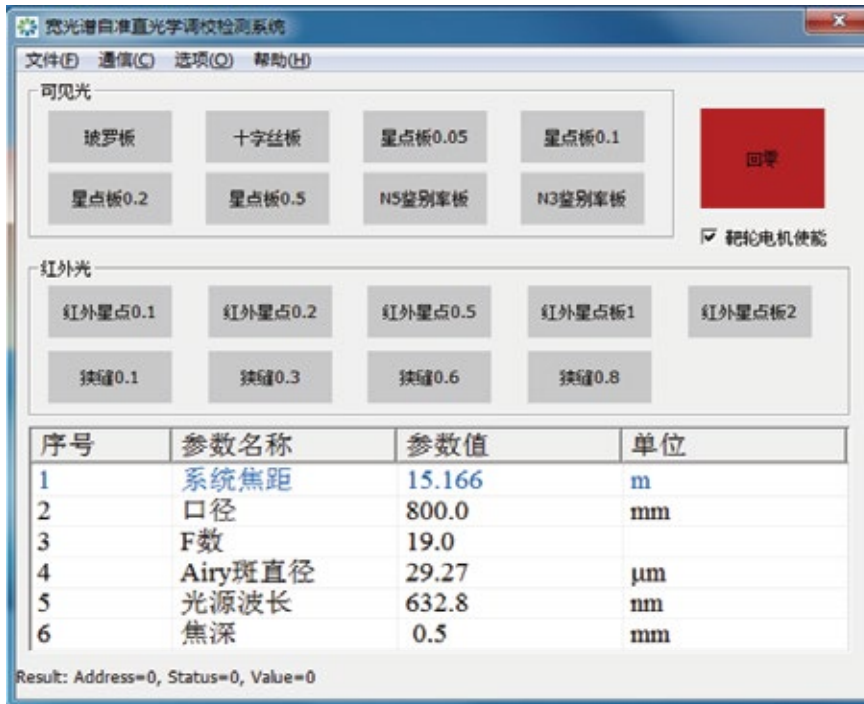 宽光谱自准直光学调校检测系统
文件(F) 通信(C) 选项(O) 帮助(H)
可见光
玻罗板 十字丝板 星点板0.05 星点板0.1
回零
星点板0.2 星点板0.5 N5鉴别率板 N3鉴别率板
靶轮电机使能
红外光
红外星点0.1 红外星点0.2 红外星点0.5 红外星点板1 红外星点板2
狭缝0.1 狭缝0.3 狭缝0.6 狭缝0.8
序号 参数名称 参数值 单位
1 系统焦距 15.166 m
2 口径 800.0 mm
3 F数 19.0
4 Airy斑直径 29.27 μm
5 光源波长 632.8 nm
6 焦深 0.5 mm
Result: Address=0, Status=0, Value=0